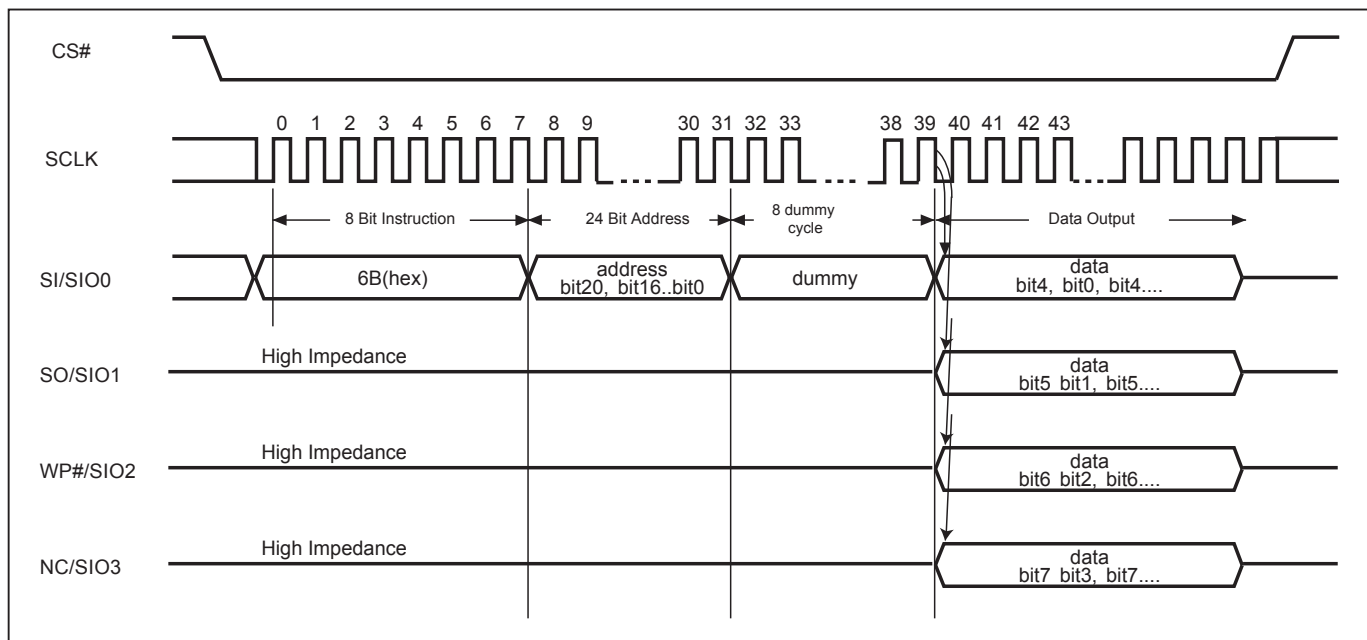 CS#
0 1 2 3 4 5 6 7 8 9 30 31 32 33 38 39 40 41 42 43
SCLK
8 Bit Instruction 24 Bit Address 8 dummy cycle Data Output
SI/SIO0
6B(hex)
address
bit20, bit16..bit0
dummy
data
bit4, bit0, bit4....
High Impedance
SO/SIO1
data
bit5 bit1, bit5....
High Impedance
WP#/SIO2
data
bit6 bit2, bit6....
High Impedance
NC/SIO3
data
bit7 bit3, bit7....